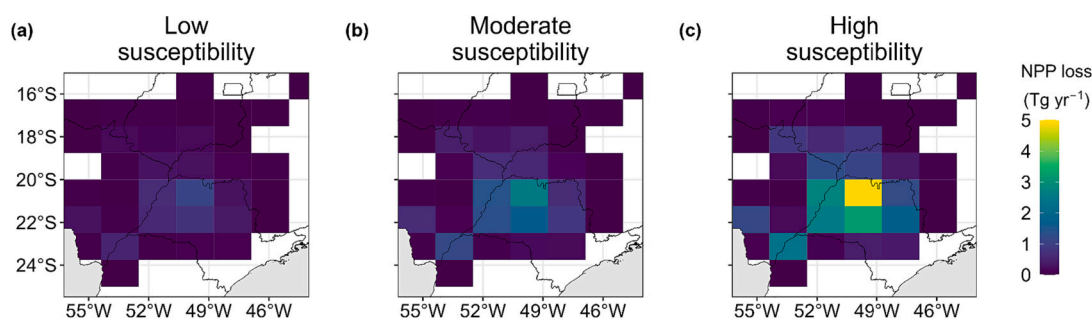 (a)
Low
susceptibility
(b)
Moderate
susceptibility
(c)
High
susceptibility
NPP loss
(Tg yr⁻¹)
16°S
18°S
20°S
22°S
24°S
5
4
3
2
1
0
55°W 52°W 49°W 46°W
55°W 52°W 49°W 46°W
55°W 52°W 49°W 46°W